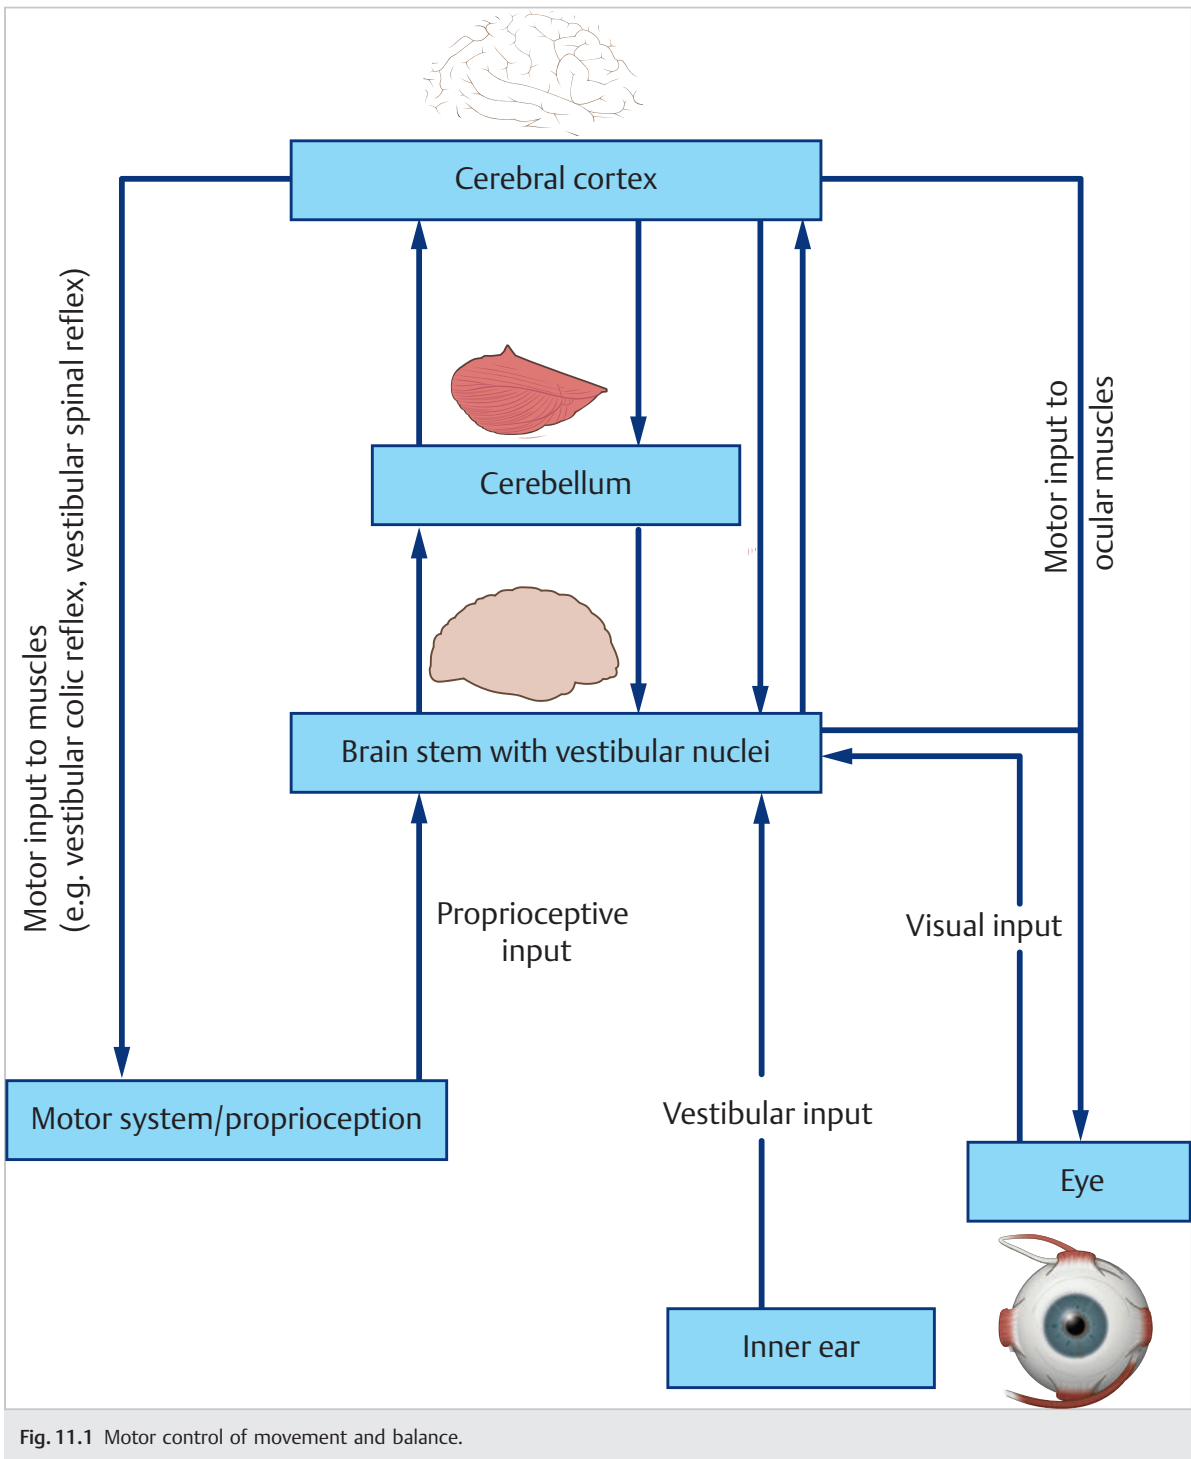 Cerebral cortex
Motor input to muscles
(e.g. vestibular colic reflex, vestibular spinal reflex)
Motor input to
ocular muscles
Cerebellum
Brain stem with vestibular nuclei
Proprioceptive
input
Visual input
Motor system/proprioception
Vestibular input
Eye
Inner ear
Fig. 11.1 Motor control of movement and balance.